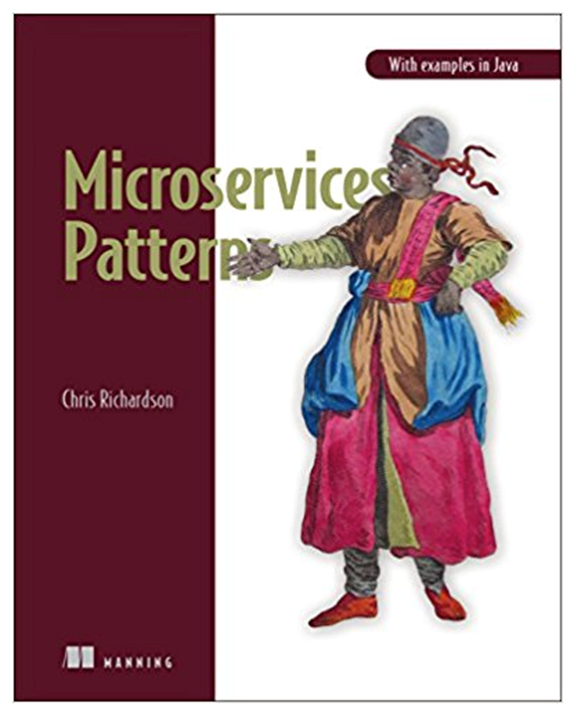 With examples in Java
Microservices
Patterns
Chris Richardson
MANNING